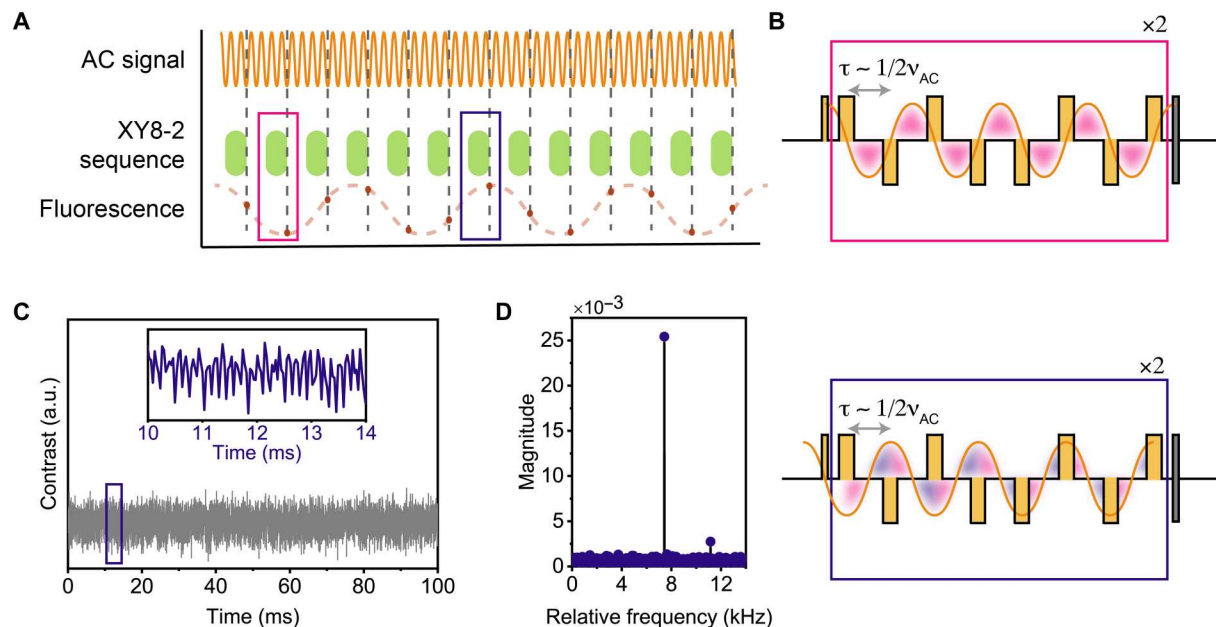 A
AC signal
XY8-2
sequence
Fluorescence
B
×2
τ ~ 1/2ν_AC
×2
τ ~ 1/2ν_AC
C
Contrast (a.u.)
10 11 12 13 14
Time (ms)
0 20 40 60 80 100
Time (ms)
D
×10⁻³
25
20
15
10
5
0
Magnitude
0 4 8 12
Relative frequency (kHz)